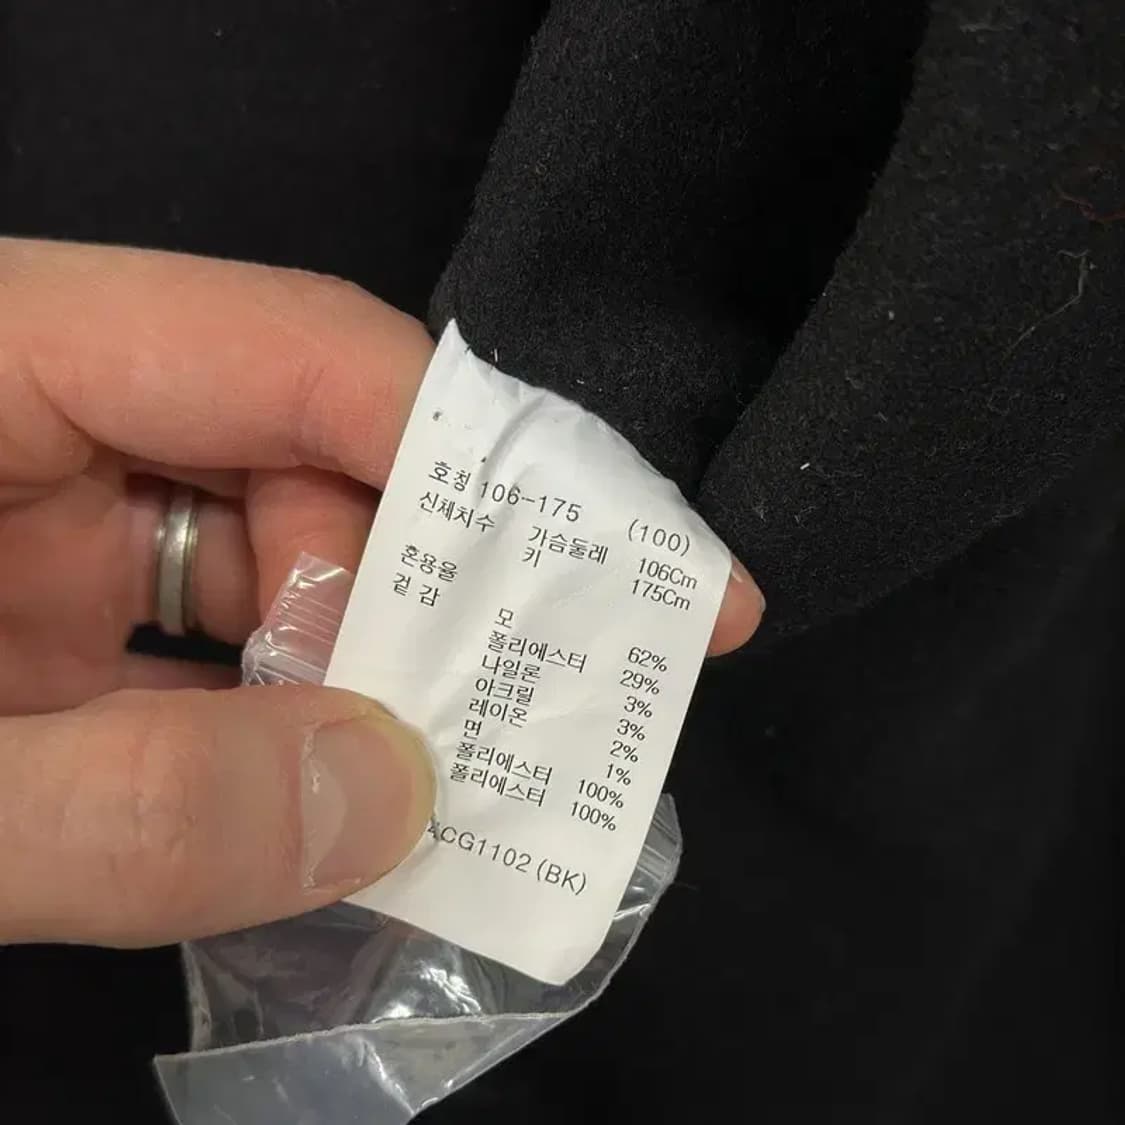 호칭 106-175 (100)
신체치수 가슴둘레 106Cm
키 175Cm
혼용율
겉감 모 62%
폴리에스터 29%
나일론 3%
아크릴 3%
레이온 2%
면 1%
폴리에스터 100%
폴리에스터 100%
ACG1102(BK)